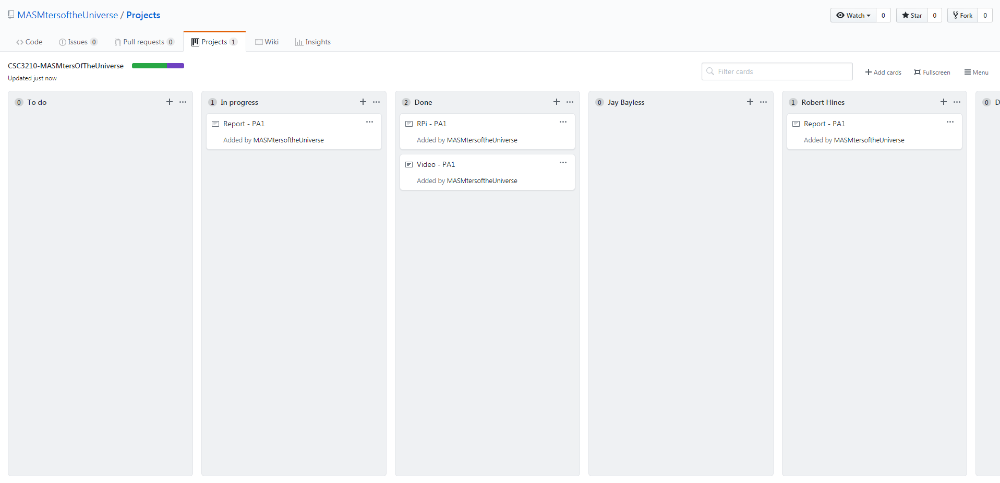 MASMtersoftheUniverse / Projects
Watch 0 Star 0 Fork 0
Code Issues 0 Pull requests 0 Projects 1 Wiki Insights
CSC3210-MASMtersOfTheUniverse
Updated just now
Filter cards
Add cards Fullscreen Menu
0 To do
1 In progress
Report - PA1
Added by MASMtersoftheUniverse
2 Done
RPi - PA1
Added by MASMtersoftheUniverse
Video - PA1
Added by MASMtersoftheUniverse
0 Jay Bayless
1 Robert Hines
Report - PA1
Added by MASMtersoftheUniverse
0 D